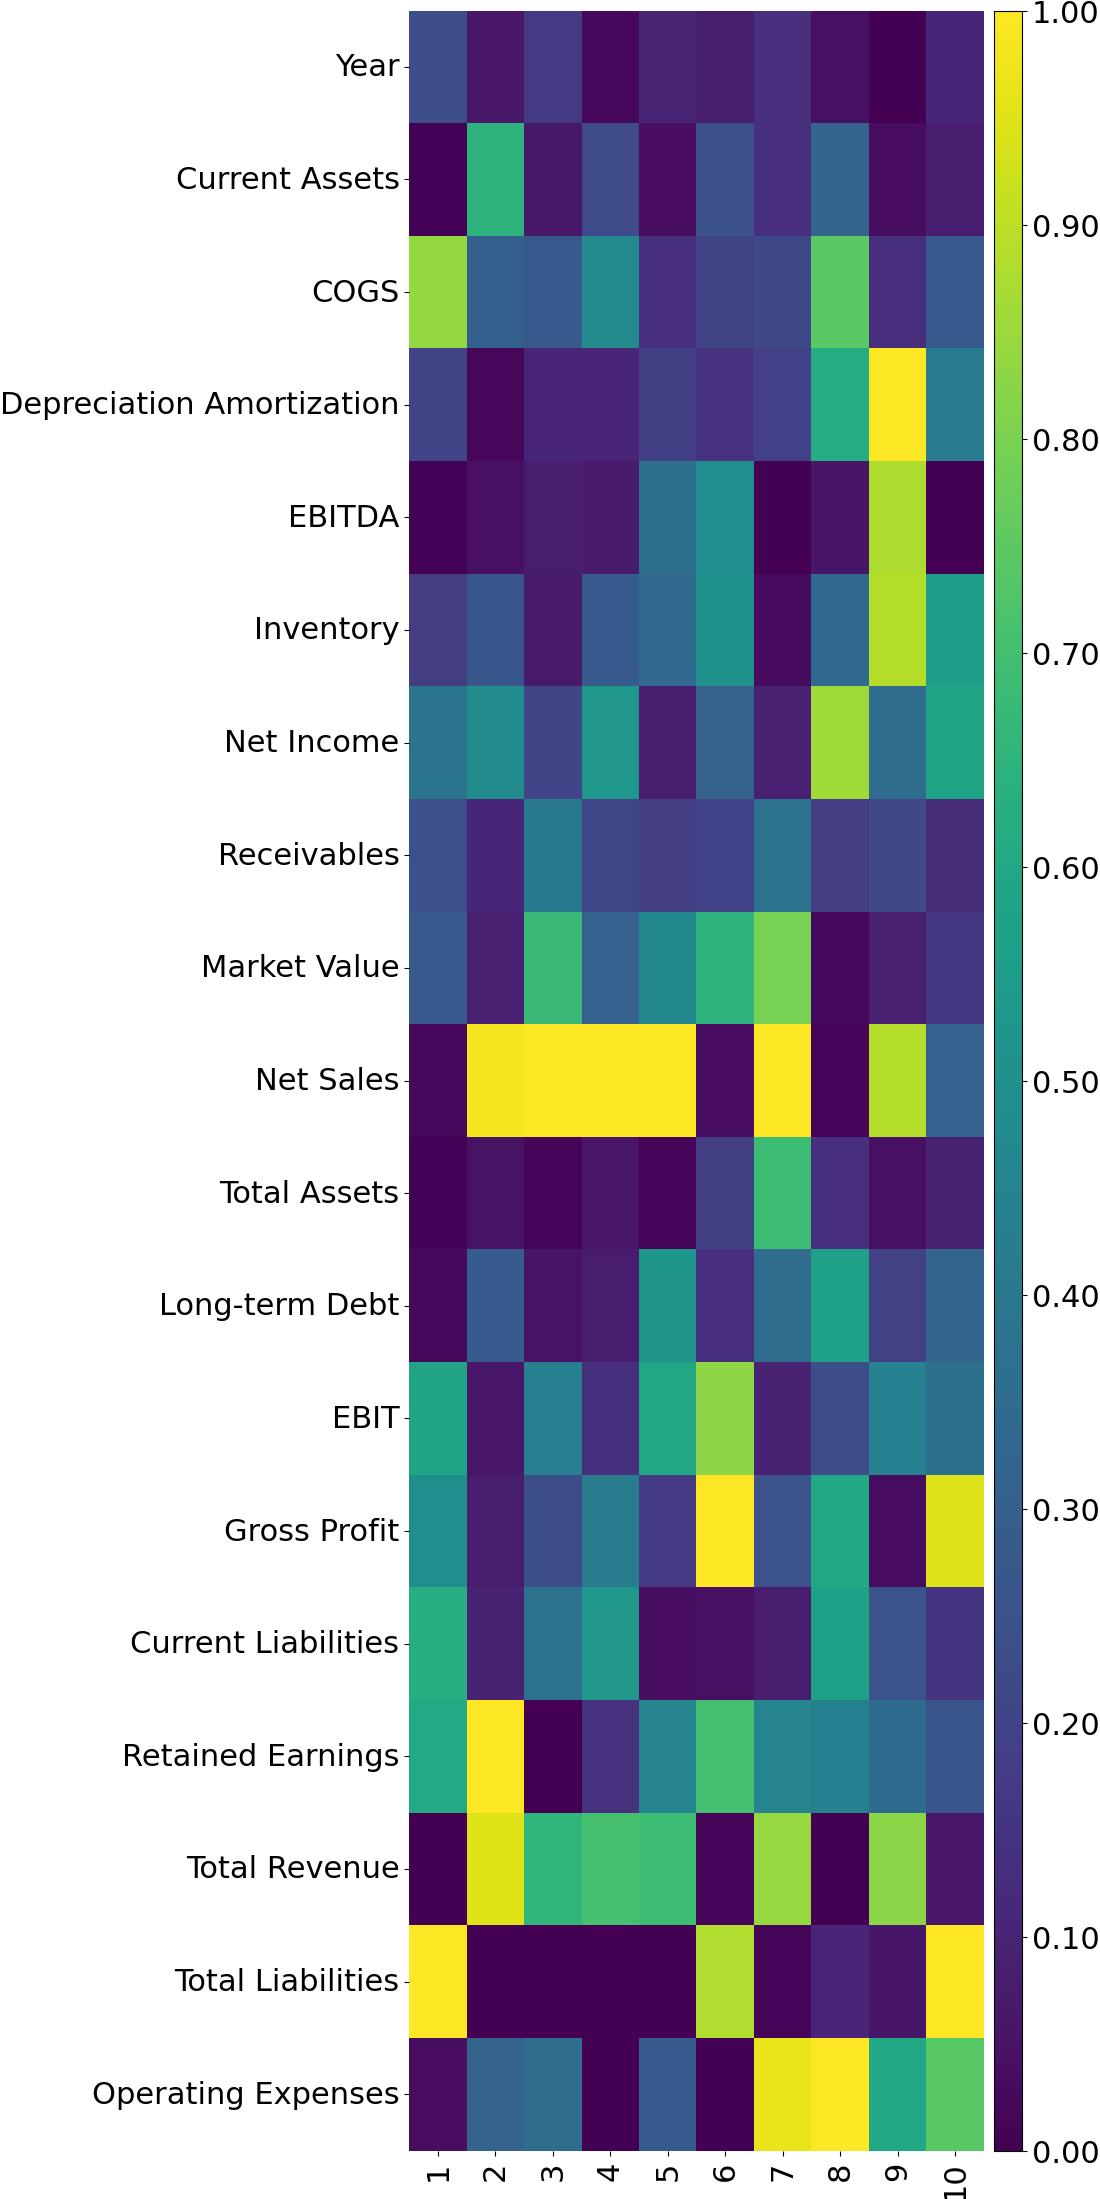 Year
Current Assets
COGS
Depreciation Amortization
EBITDA
Inventory
Net Income
Receivables
Market Value
Net Sales
Total Assets
Long-term Debt
EBIT
Gross Profit
Current Liabilities
Retained Earnings
Total Revenue
Total Liabilities
Operating Expenses
1 2 3 4 5 6 7 8 9 10
1.00
0.90
0.80
0.70
0.60
0.50
0.40
0.30
0.20
0.10
0.00